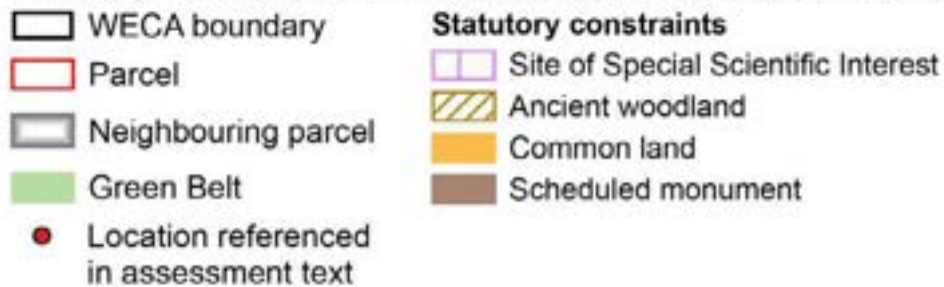 WECA boundary
Parcel
Neighbouring parcel
Green Belt
Location referenced
in assessment text
Statutory constraints
Site of Special Scientific Interest
Ancient woodland
Common land
Scheduled monument